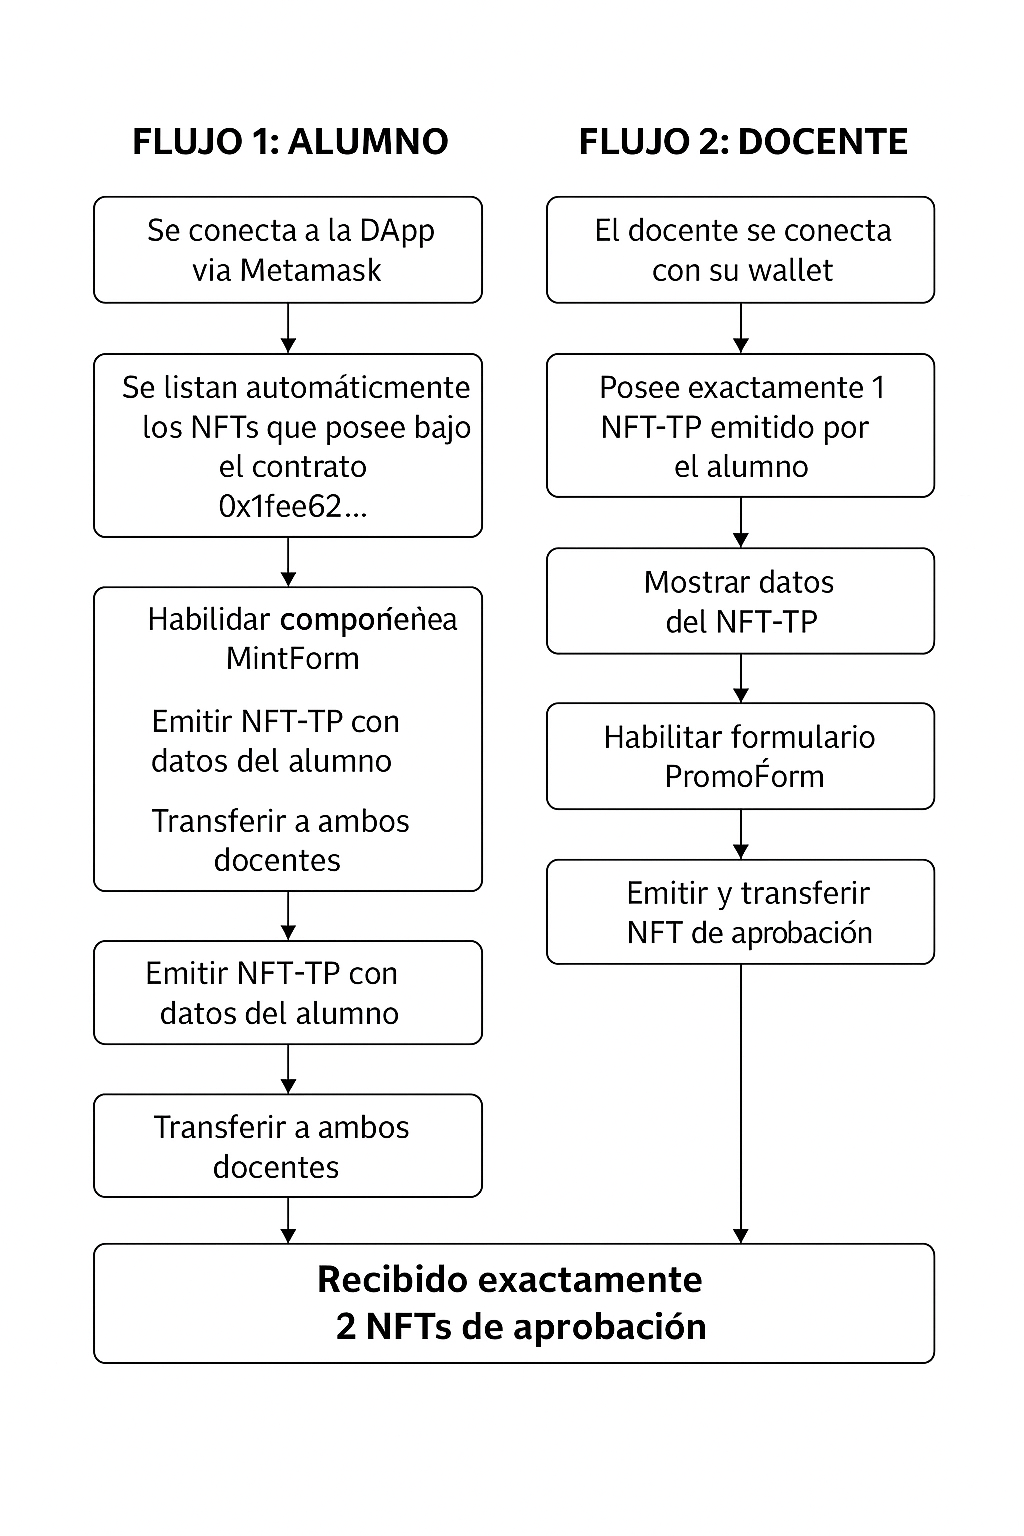 FLUJO 1: ALUMNO
Se conecta a la DApp
via Metamask
Se listan automáticmente
los NFTs que posee bajo
el contrato
0x1fee62...
Habilidar componeǹea
MintForm
Emitir NFT-TP con
datos del alumno
Transferir a ambos
docentes
Emitir NFT-TP con
datos del alumno
Transferir a ambos
docentes
FLUJO 2: DOCENTE
El docente se conecta
con su wallet
Posee exactamente 1
NFT-TP emitido por
el alumno
Mostrar datos
del NFT-TP
Habilitar formulario
PromoF́orm
Emitir y transferir
NFT de aprobación
Recibido exactamente
2 NFTs de aprobación